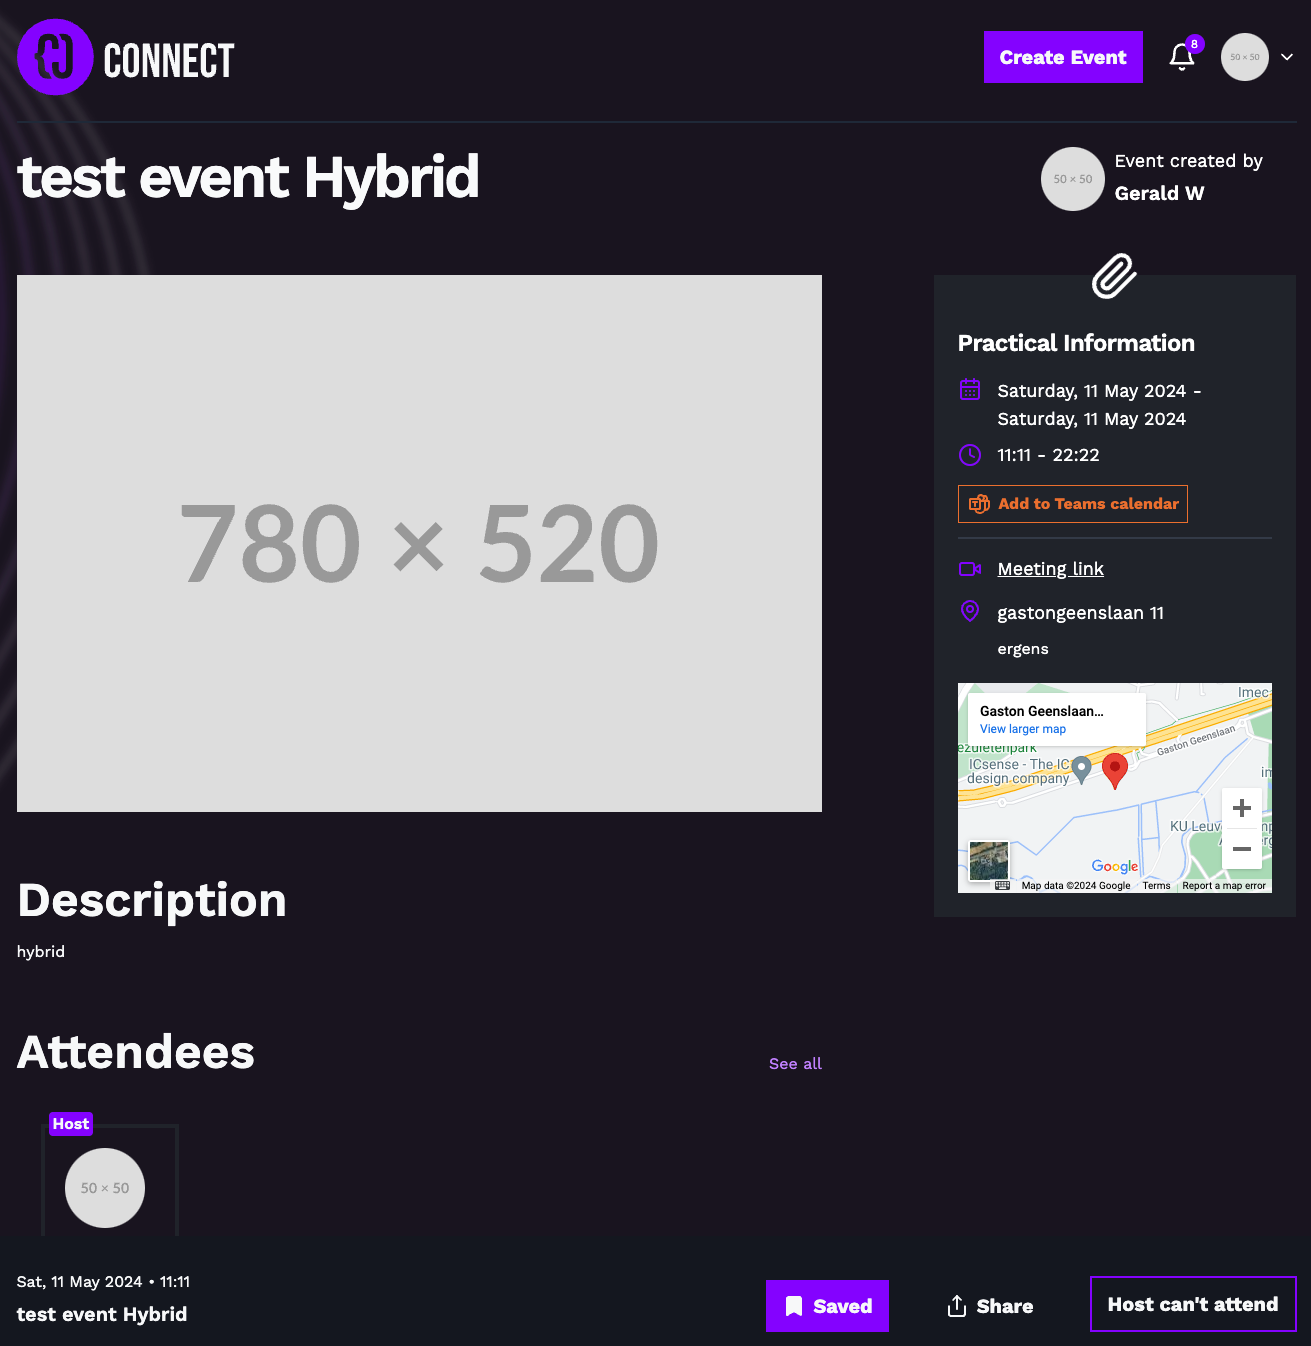 CONNECT
Create Event
8
50 × 50
test event Hybrid
50 × 50
Event created by
Gerald W
780 × 520
Practical Information
Saturday, 11 May 2024 -
Saturday, 11 May 2024
11:11 - 22:22
Add to Teams calendar
Meeting link
gastongeenslaan 11
ergens
Imec
Gaston Geenslaan...
View larger map
Gaston Geenslaan
ICsense - The IC
design company
KU Leuv
Google
Map data ©2024 Google
Terms
Report a map error
Description
hybrid
Attendees
See all
Host
50 × 50
Sat, 11 May 2024 • 11:11
test event Hybrid
Saved
Share
Host can't attend